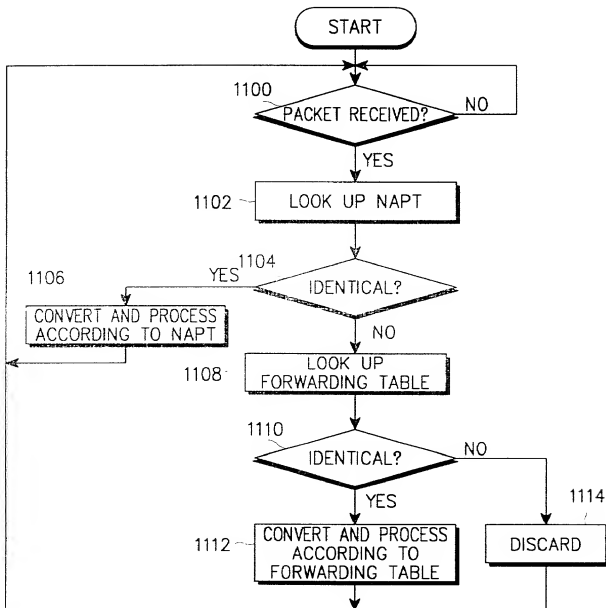 START
1100
PACKET RECEIVED?
NO
YES
1102
LOOK UP NAPT
1104
YES
IDENTICAL?
1106
CONVERT AND PROCESS
ACCORDING TO NAPT
NO
1108
LOOK UP
FORWARDING TABLE
1110
IDENTICAL?
NO
YES
1112
CONVERT AND PROCESS
ACCORDING TO
FORWARDING TABLE
1114
DISCARD